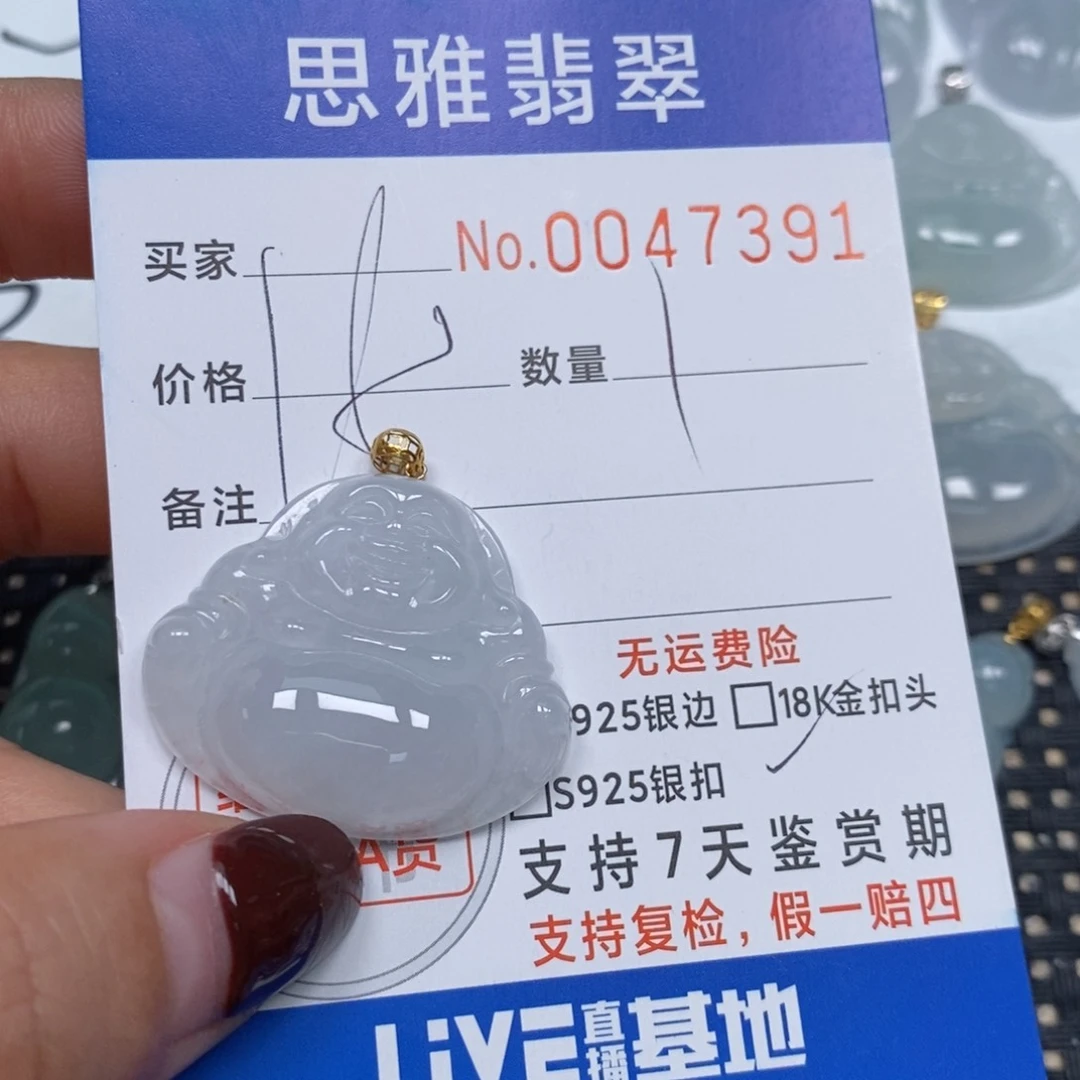 思雅翡翠
买家 No.0047391
价格 数量 1
备注
无运费险
925银边 □18K金扣头
□S925银扣
A货
支持7天鉴赏期
支持复检，假一赔四
LiVE直播基地